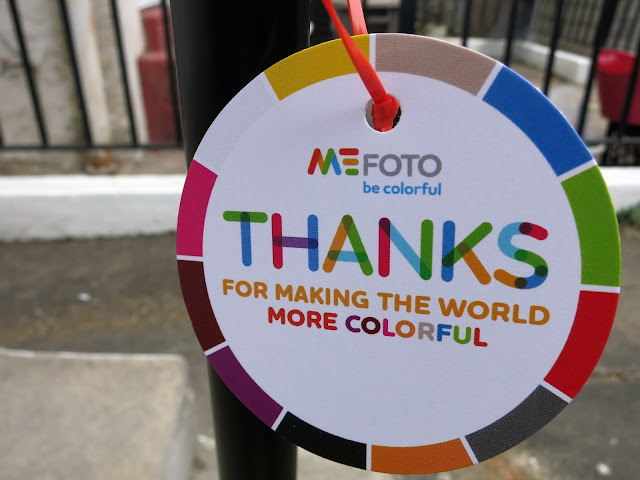 MEFOTO
be colorful
THANKS
FOR MAKING THE WORLD
MORE COLORFUL